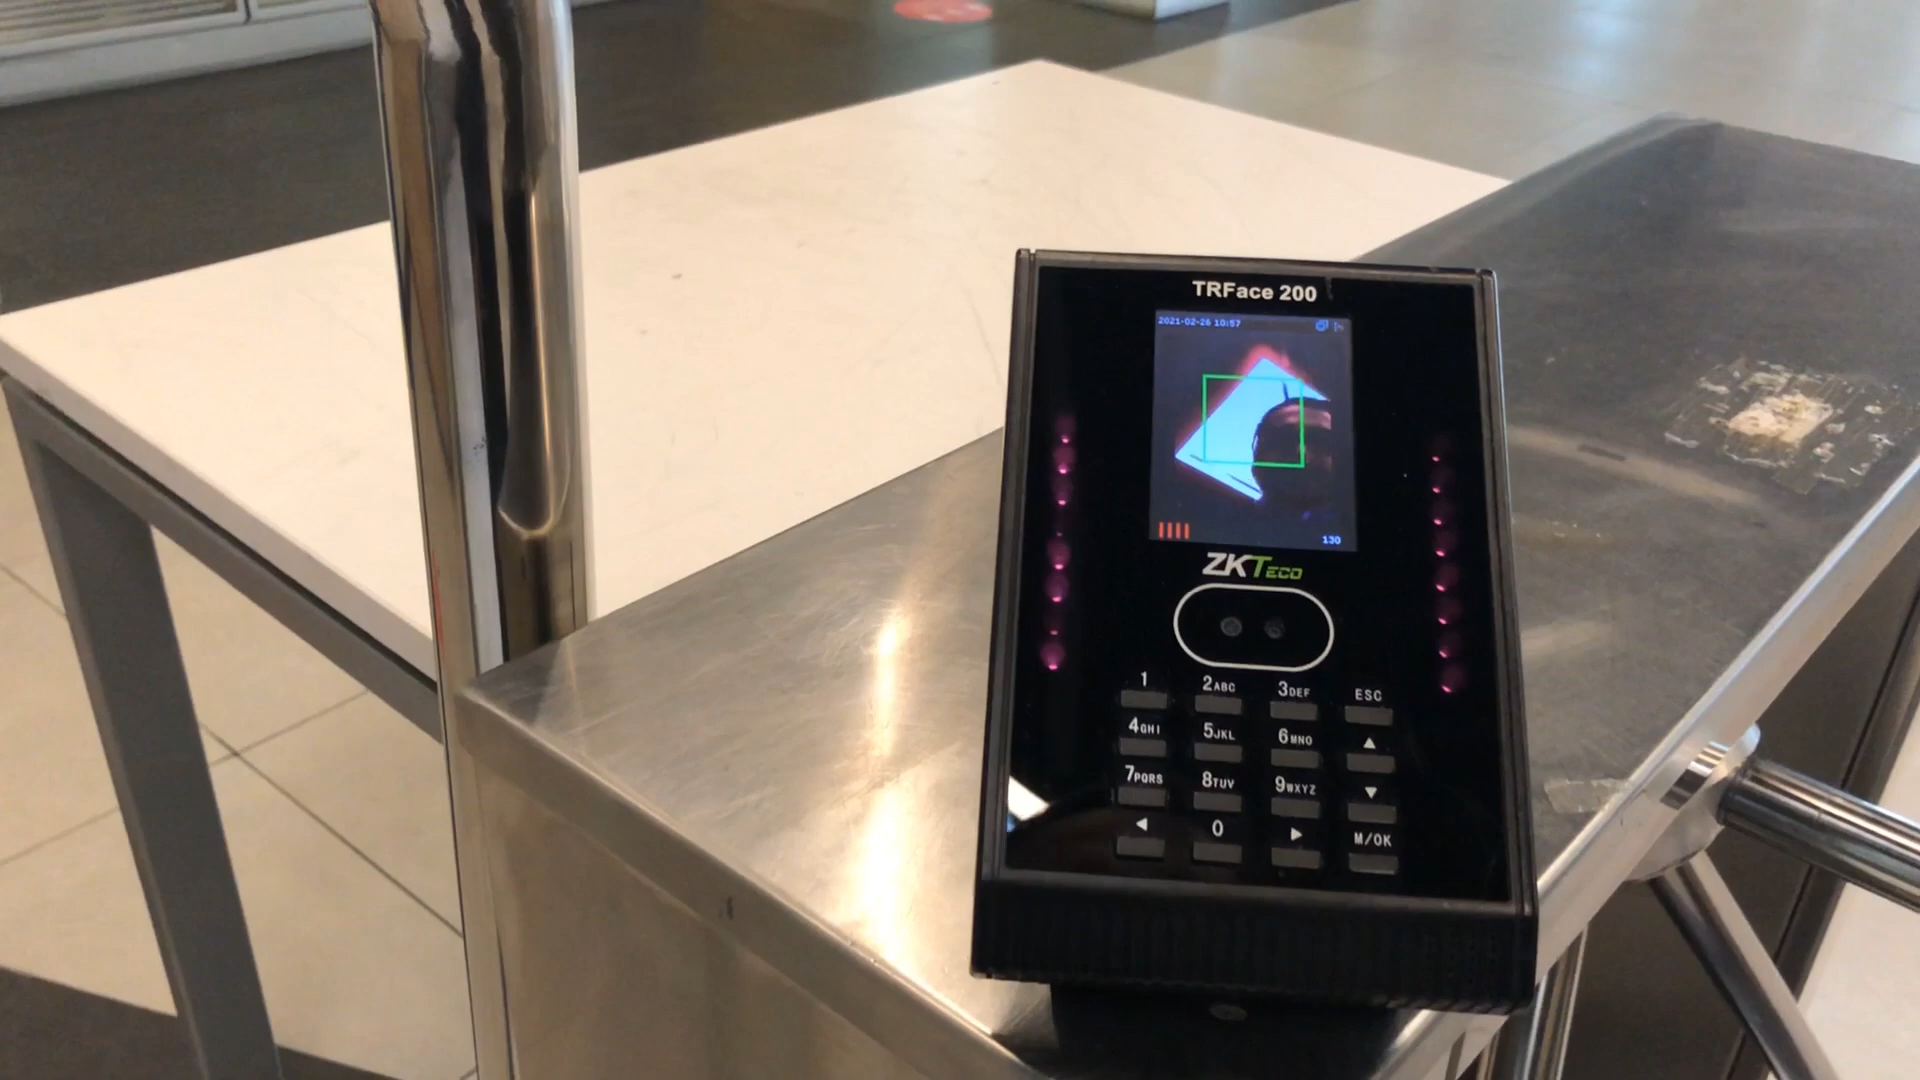 TRFace 200
2021-02-26 10:57
130
ZKTECO
1 2ABC 3DEF ESC
4GHI 5JKL 6MNO ▲
7PQRS 8TUV 9WXYZ ▼
◀ 0 ▶ M/OK